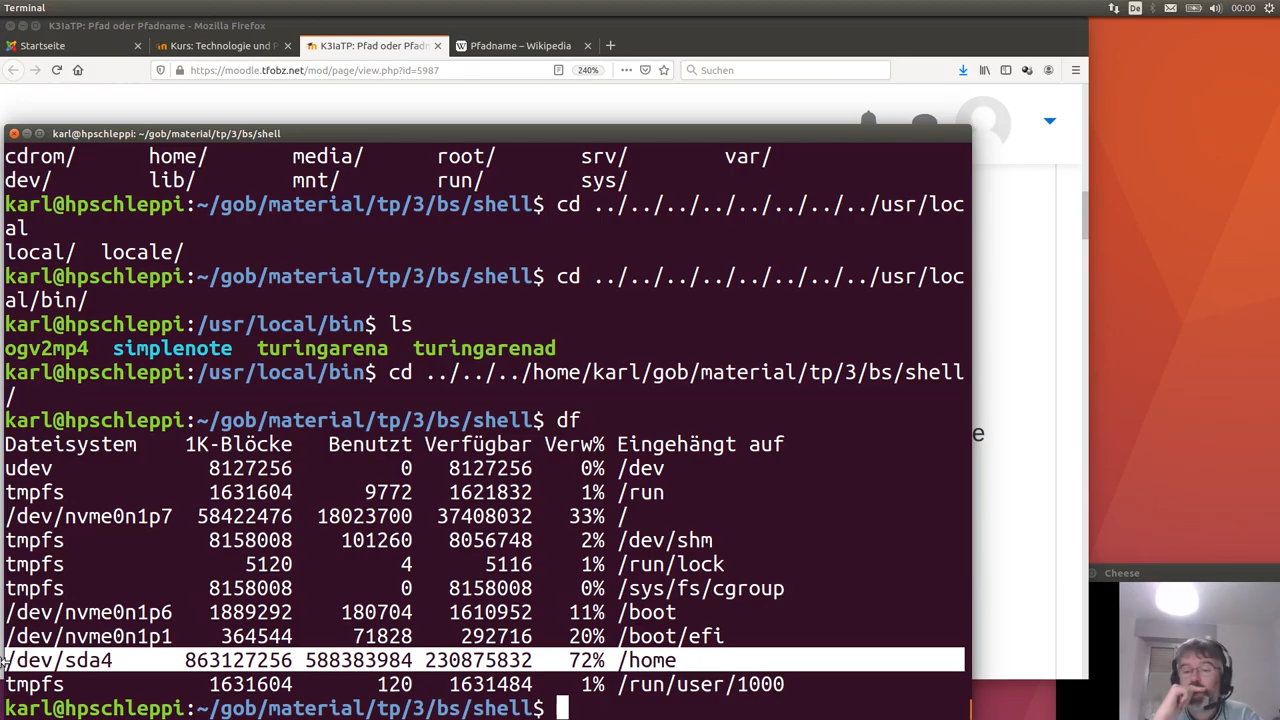 Terminal
De
00:00
K3IaTP: Pfad oder Pfadname - Mozilla Firefox
Startseite
Kurs: Technologie und P
K3IaTP: Pfad oder Pfadn
Pfadname – Wikipedia
https://moodle.tfobz.net/mod/page/view.php?id=5987
240%
Suchen
karl@hpschleppi: ~/gob/material/tp/3/bs/shell
cdrom/ home/ media/ root/ srv/ var/
dev/ lib/ mnt/ run/ sys/
karl@hpschleppi:~/gob/material/tp/3/bs/shell$ cd ../../../../../../../usr/loc
al
local/ locale/
karl@hpschleppi:~/gob/material/tp/3/bs/shell$ cd ../../../../../../../usr/loc
al/bin/
karl@hpschleppi:/usr/local/bin$ ls
ogv2mp4 simplenote turingarena turingarenad
karl@hpschleppi:/usr/local/bin$ cd ../../../home/karl/gob/material/tp/3/bs/shell
/
karl@hpschleppi:~/gob/material/tp/3/bs/shell$ df
Dateisystem 1K-Blöcke Benutzt Verfügbar Verw% Eingehängt auf
udev 8127256 0 8127256 0% /dev
tmpfs 1631604 9772 1621832 1% /run
/dev/nvme0n1p7 58422476 18023700 37408032 33% /
tmpfs 8158008 101260 8056748 2% /dev/shm
tmpfs 5120 4 5116 1% /run/lock
tmpfs 8158008 0 8158008 0% /sys/fs/cgroup
/dev/nvme0n1p6 1889292 180704 1610952 11% /boot
/dev/nvme0n1p1 364544 71828 292716 20% /boot/efi
/dev/sda4 863127256 588383984 230875832 72% /home
tmpfs 1631604 120 1631484 1% /run/user/1000
karl@hpschleppi:~/gob/material/tp/3/bs/shell$
e
Cheese